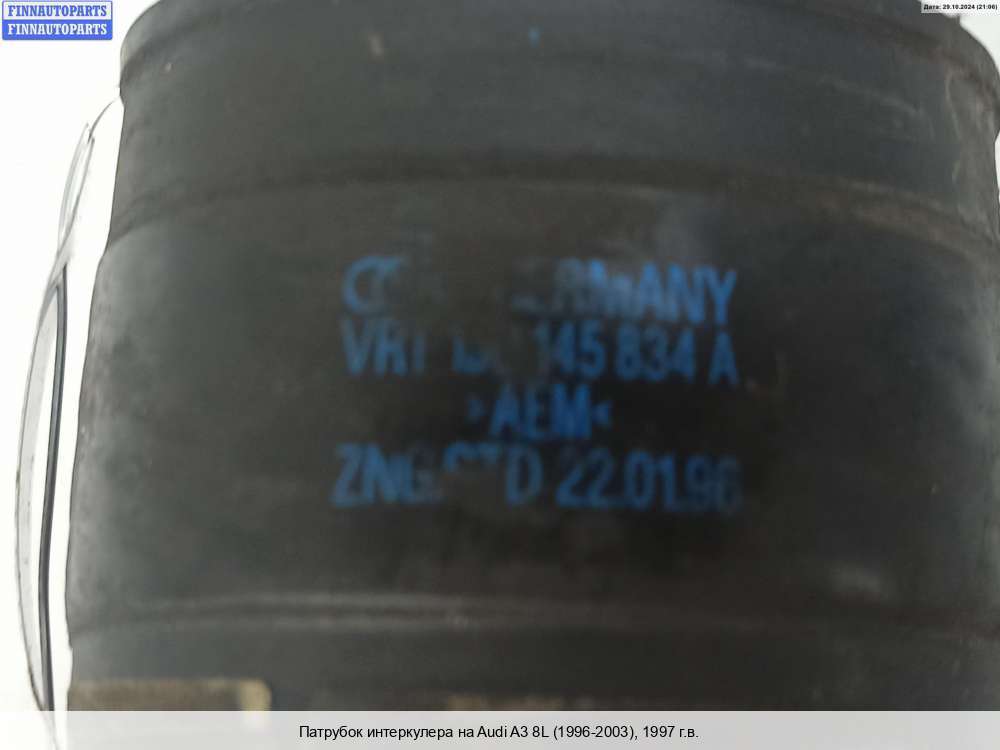 FINNAUTOPARTS
FINNAUTOPARTS
Дата: 29.10.2024 (21:06)
VRT 145 834 A
>AEM<
22.01.96
Патрубок интеркулера на Audi A3 8L (1996-2003), 1997 г.в.